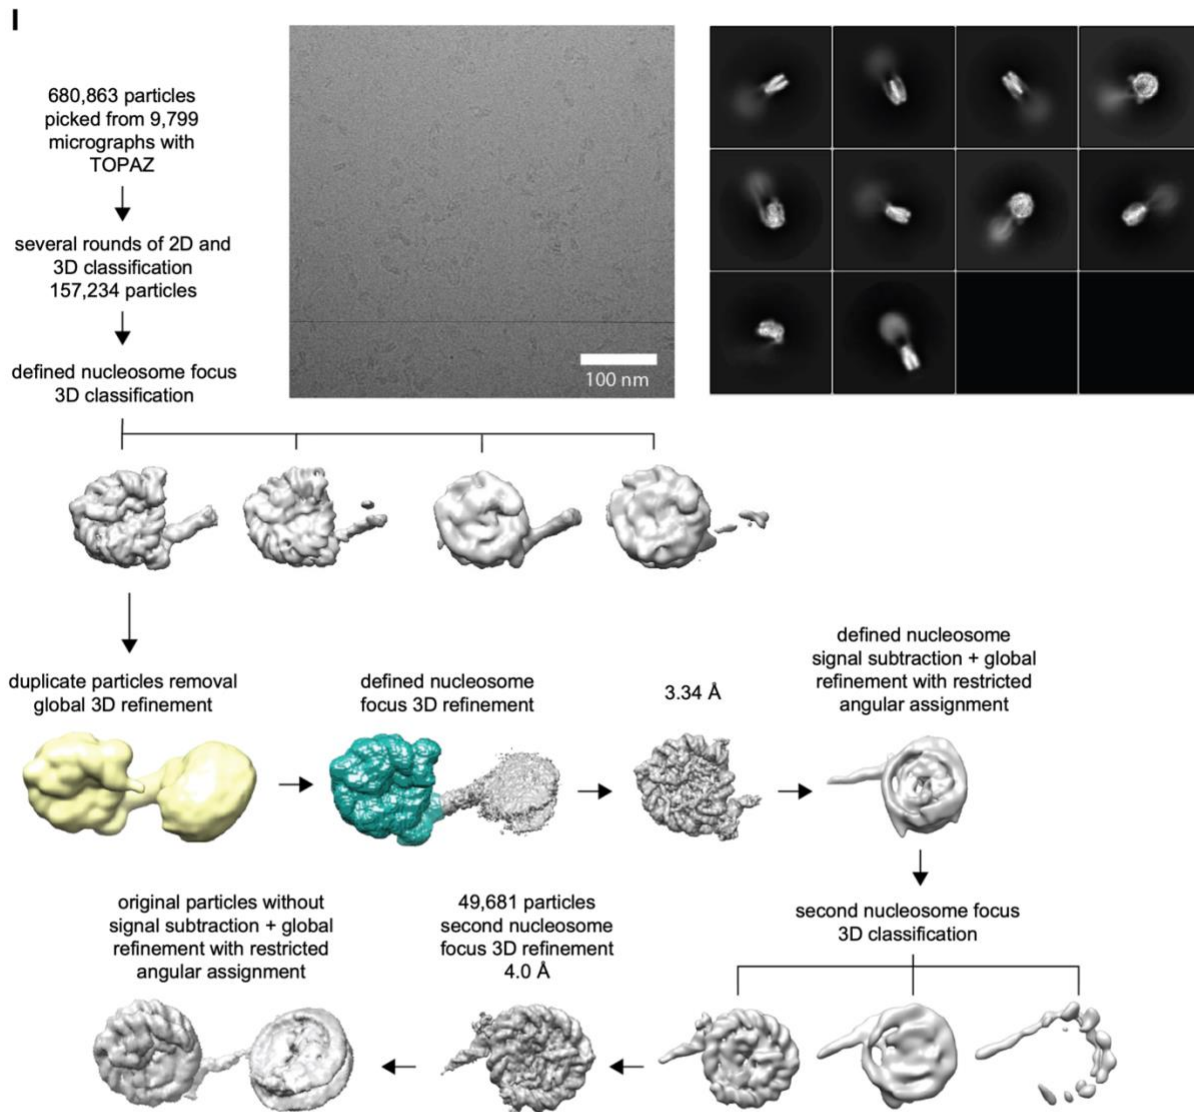 I
680,863 particles
picked from 9,799
micrographs with
TOPAZ
several rounds of 2D and
3D classification
157,234 particles
defined nucleosome focus
3D classification
100 nm
duplicate particles removal
global 3D refinement
defined nucleosome
focus 3D refinement
3.34 Å
defined nucleosome
signal subtraction + global
refinement with restricted
angular assignment
second nucleosome focus
3D classification
49,681 particles
second nucleosome
focus 3D refinement
4.0 Å
original particles without
signal subtraction + global
refinement with restricted
angular assignment